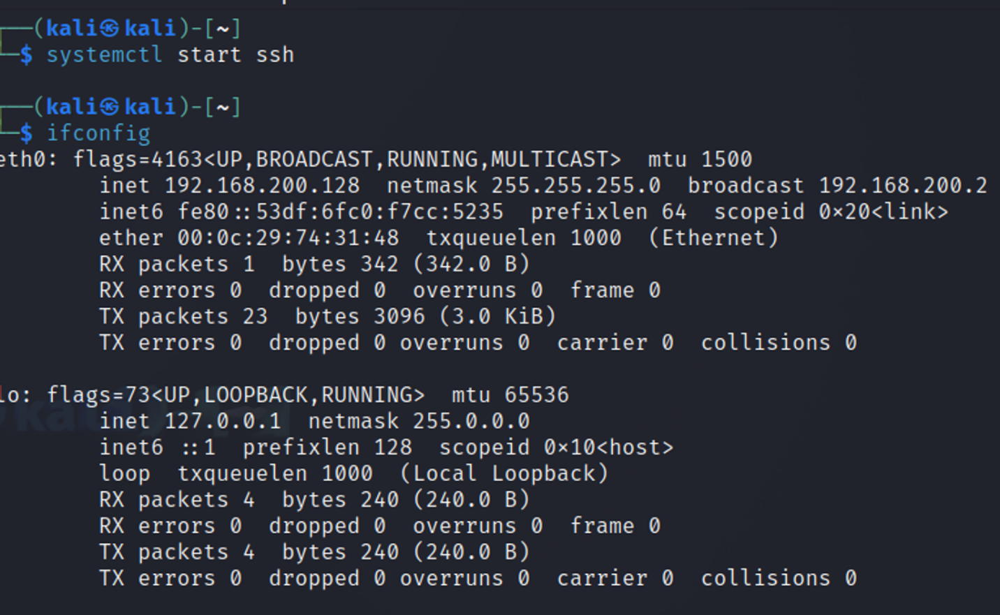 ┌──(kali㉿kali)-[~]
└─$ systemctl start ssh
┌──(kali㉿kali)-[~]
└─$ ifconfig
eth0: flags=4163<UP,BROADCAST,RUNNING,MULTICAST>  mtu 1500
inet 192.168.200.128  netmask 255.255.255.0  broadcast 192.168.200.2
inet6 fe80::53df:6fc0:f7cc:5235  prefixlen 64  scopeid 0×20<link>
ether 00:0c:29:74:31:48  txqueuelen 1000  (Ethernet)
RX packets 1  bytes 342 (342.0 B)
RX errors 0  dropped 0  overruns 0  frame 0
TX packets 23  bytes 3096 (3.0 KiB)
TX errors 0  dropped 0 overruns 0  carrier 0  collisions 0
lo: flags=73<UP,LOOPBACK,RUNNING>  mtu 65536
inet 127.0.0.1  netmask 255.0.0.0
inet6 ::1  prefixlen 128  scopeid 0×10<host>
loop  txqueuelen 1000  (Local Loopback)
RX packets 4  bytes 240 (240.0 B)
RX errors 0  dropped 0  overruns 0  frame 0
TX packets 4  bytes 240 (240.0 B)
TX errors 0  dropped 0 overruns 0  carrier 0  collisions 0